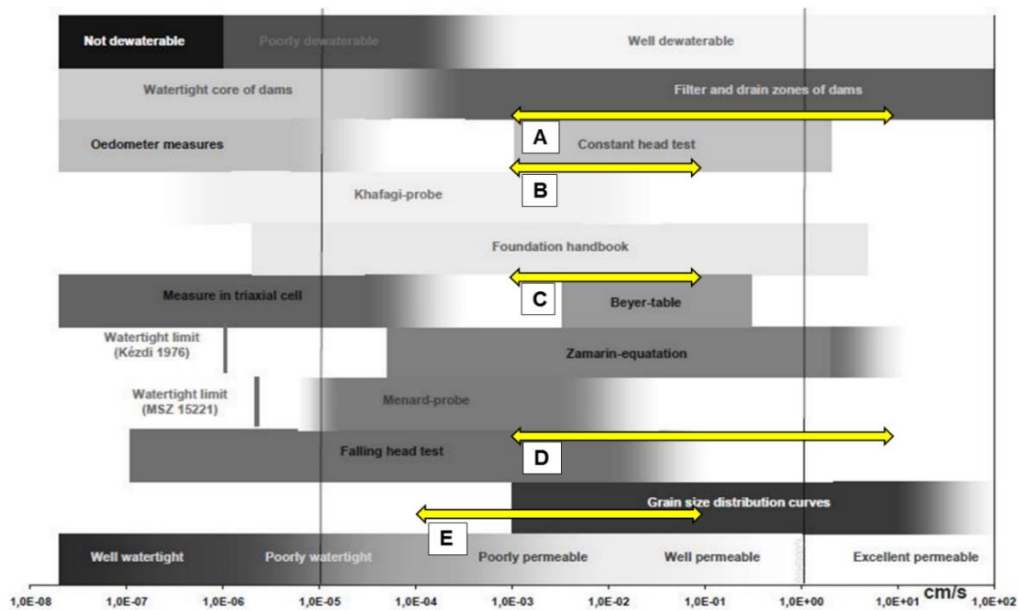 Not dewaterable
Poorly dewaterable
Well dewaterable
Watertight core of dams
Filter and drain zones of dams
A
Oedometer measures
Constant head test
B
Khafagi-probe
Foundation handbook
C
Measure in triaxial cell
Beyer-table
Watertight limit
(Kézdi 1976)
Zamarin-equatation
Watertight limit
(MSZ 15221)
Menard-probe
Falling head test
D
Grain size distribution curves
E
Well watertight
Poorly watertight
Poorly permeable
Well permeable
Excellent permeable
1,0E-08
1,0E-07
1,0E-06
1,0E-05
1,0E-04
1,0E-03
1,0E-02
1,0E-01
1,0E+00
1,0E+01
cm/s
1,0E+02